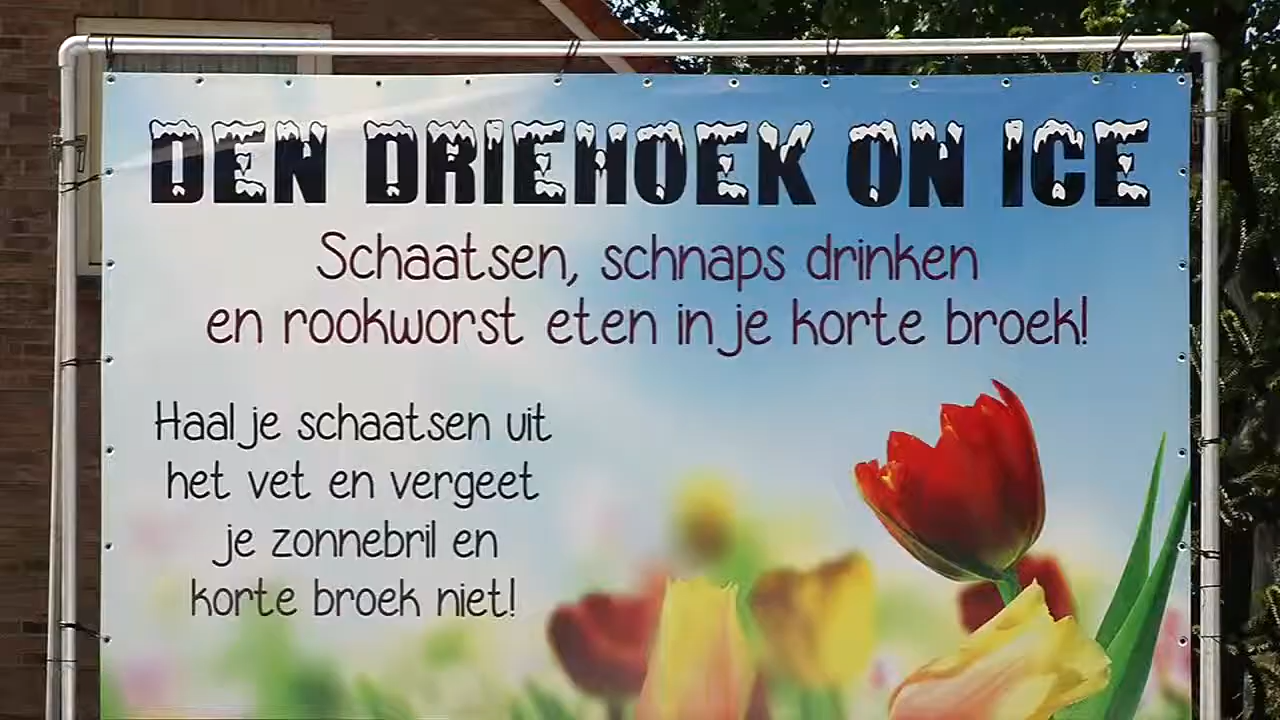 DEN DRIEHOEK ON ICE
Schaatsen, schnaps drinken
en rookworst eten in je korte broek!
Haal je schaatsen uit
het vet en vergeet
je zonnebril en
korte broek niet!